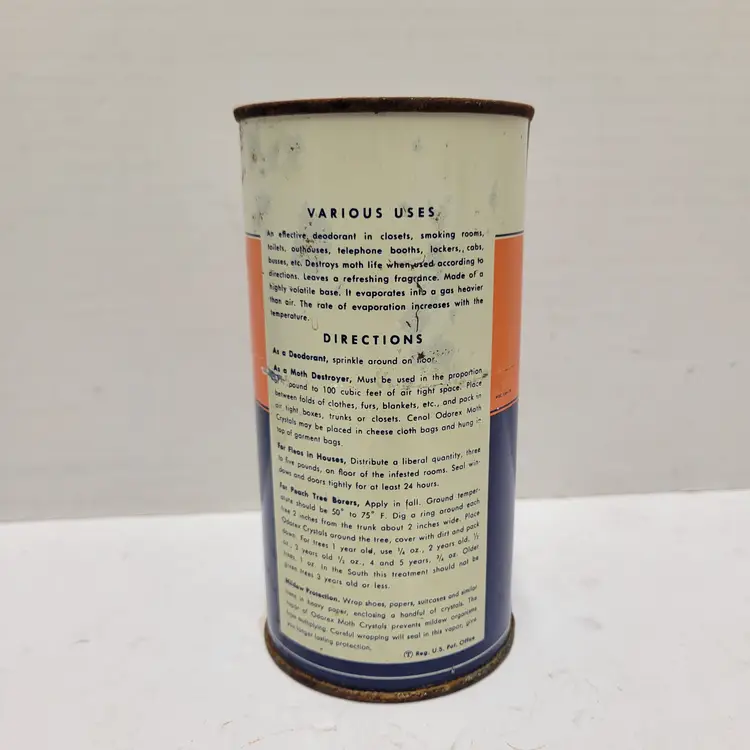 VARIOUS USES
An effective deodorant in closets, smoking rooms,
toilets, outhouses, telephone booths, lockers, cabs,
busses, etc. Destroys moth life when used according to
directions. Leaves a refreshing fragrance. Made of a
highly volatile base. It evaporates into a gas heavier
than air. The rate of evaporation increases with the
temperature.
DIRECTIONS
As a Deodorant, sprinkle around on floor.
As a Moth Destroyer, Must be used in the proportion
pound to 100 cubic feet of air tight space. Place
between folds of clothes, furs, blankets, etc., and pack in
air tight boxes, trunks or closets. Cenol Odorex Moth
Crystals may be placed in cheese cloth bags and hung in
top of garment bags.
For Fleas in Houses, Distribute a liberal quantity, three
to five pounds, on floor of the infested rooms. Seal win-
dows and doors tightly for at least 24 hours.
For Peach Tree Borers, Apply in fall. Ground temper-
ature should be 50° to 75° F. Dig a ring around each
tree 2 inches from the trunk about 2 inches wide. Place
Odorex Crystals around the tree, cover with dirt and pack
down. For trees 1 year old, use ¼ oz., 2 years old, ½
oz., 3 years old ½ oz., 4 and 5 years, ¾ oz. Older
trees, 1 oz. In the South this treatment should not be
given trees 3 years old or less.
Mildew Protection. Wrap shoes, papers, suitcases and similar
items in heavy paper, enclosing a handful of crystals. The
vapor of Odorex Moth Crystals prevents mildew organisms
from multiplying. Careful wrapping will seal in this vapor, give
you longer lasting protection.
Reg. U.S. Pat. Office